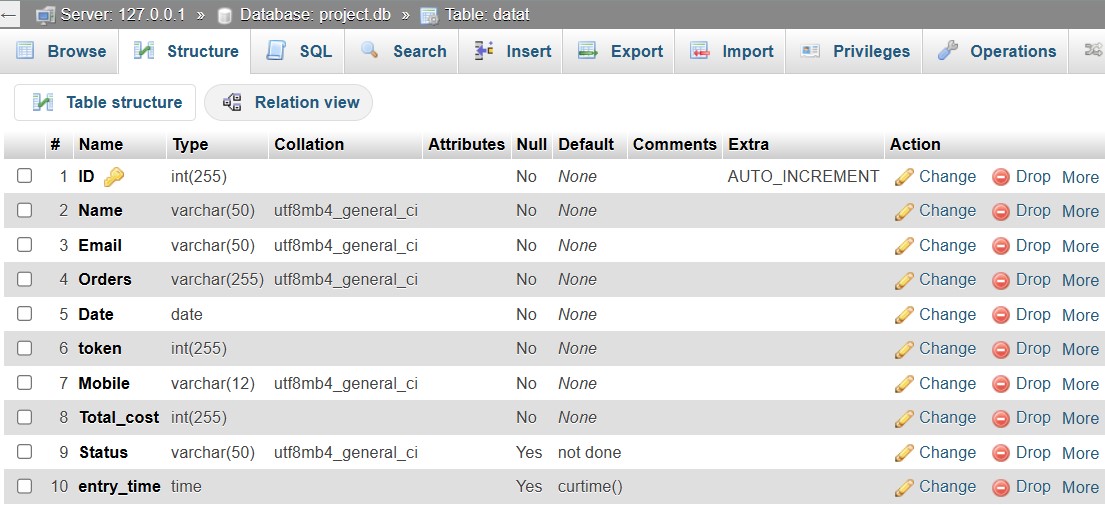 Server: 127.0.0.1 » Database: project.db » Table: datat
Browse Structure SQL Search Insert Export Import Privileges Operations
Table structure Relation view
# Name Type Collation Attributes Null Default Comments Extra Action
1 ID int(255) No None AUTO_INCREMENT Change Drop More
2 Name varchar(50) utf8mb4_general_ci No None Change Drop More
3 Email varchar(50) utf8mb4_general_ci No None Change Drop More
4 Orders varchar(255) utf8mb4_general_ci No None Change Drop More
5 Date date No None Change Drop More
6 token int(255) No None Change Drop More
7 Mobile varchar(12) utf8mb4_general_ci No None Change Drop More
8 Total_cost int(255) No None Change Drop More
9 Status varchar(50) utf8mb4_general_ci Yes not done Change Drop More
10 entry_time time Yes curtime() Change Drop More